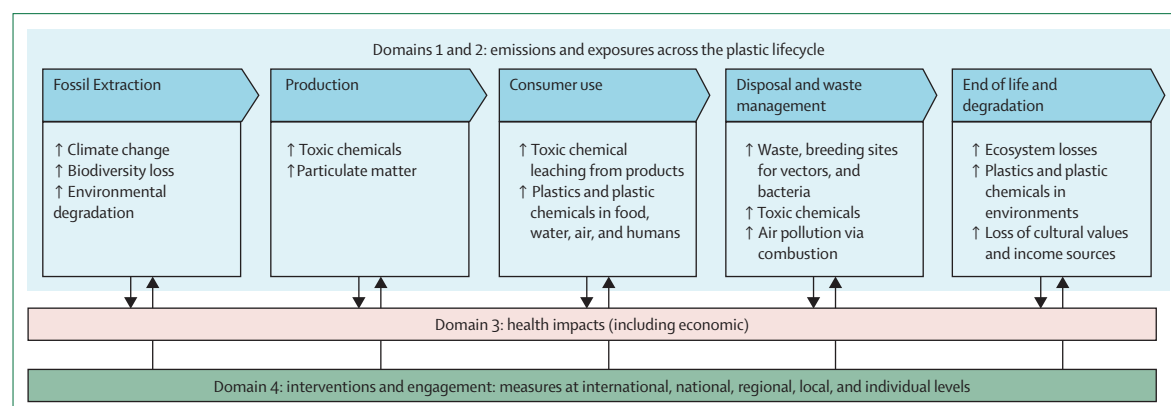 Domains 1 and 2: emissions and exposures across the plastic lifecycle
Fossil Extraction
↑ Climate change
↑ Biodiversity loss
↑ Environmental
degradation
Production
↑ Toxic chemicals
↑Particulate matter
Consumer use
↑ Toxic chemical
leaching from products
↑ Plastics and plastic
chemicals in food,
water, air, and humans
Disposal and waste
management
↑ Waste, breeding sites
for vectors, and
bacteria
↑ Toxic chemicals
↑ Air pollution via
combustion
End of life and
degradation
↑ Ecosystem losses
↑ Plastics and plastic
chemicals in
environments
↑ Loss of cultural values
and income sources
Domain 3: health impacts (including economic)
Domain 4: interventions and engagement: measures at international, national, regional, local, and individual levels